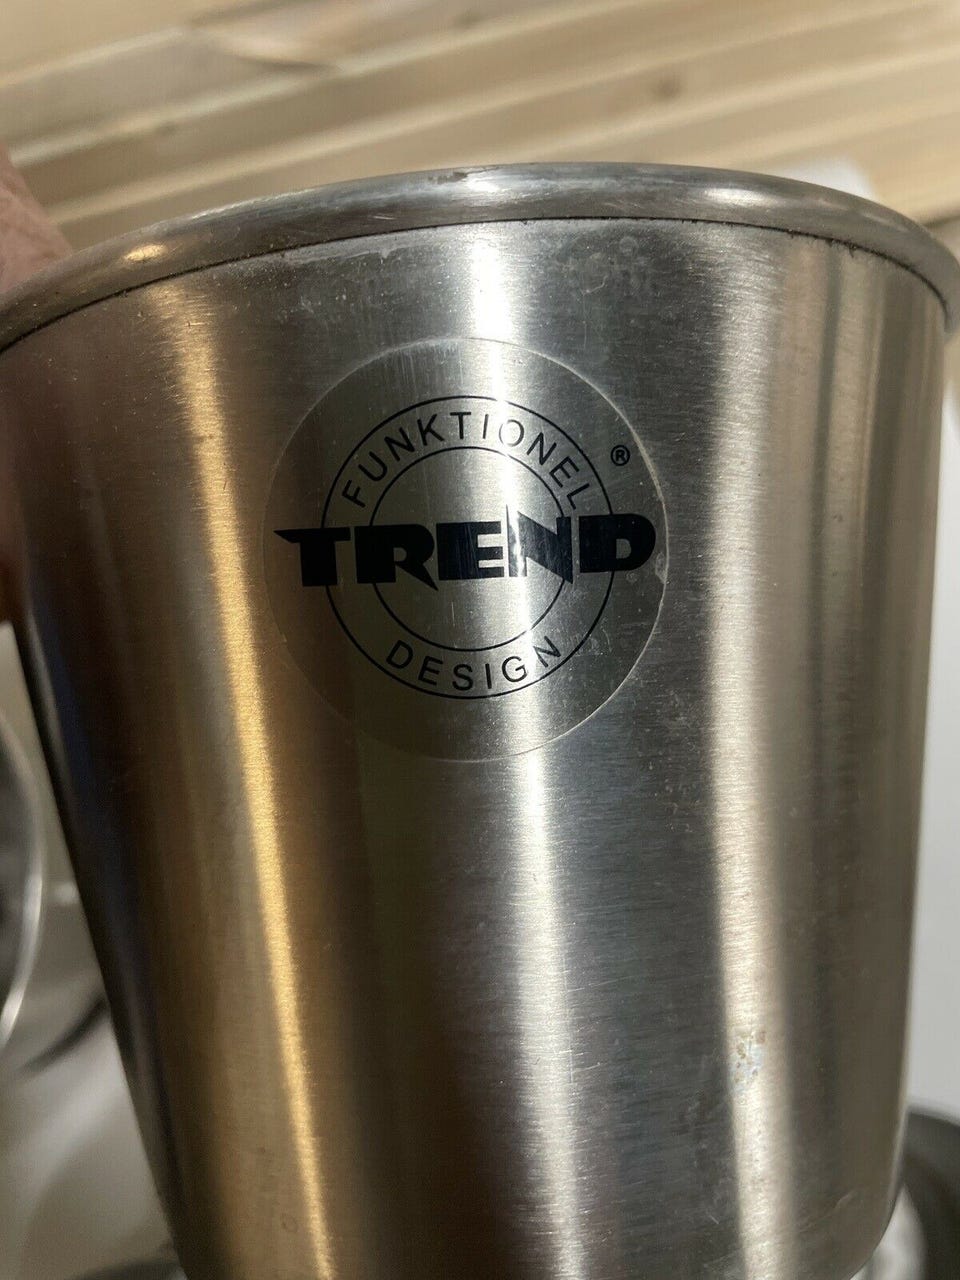 FUNKTIONEL
®
TREND
DESIGN